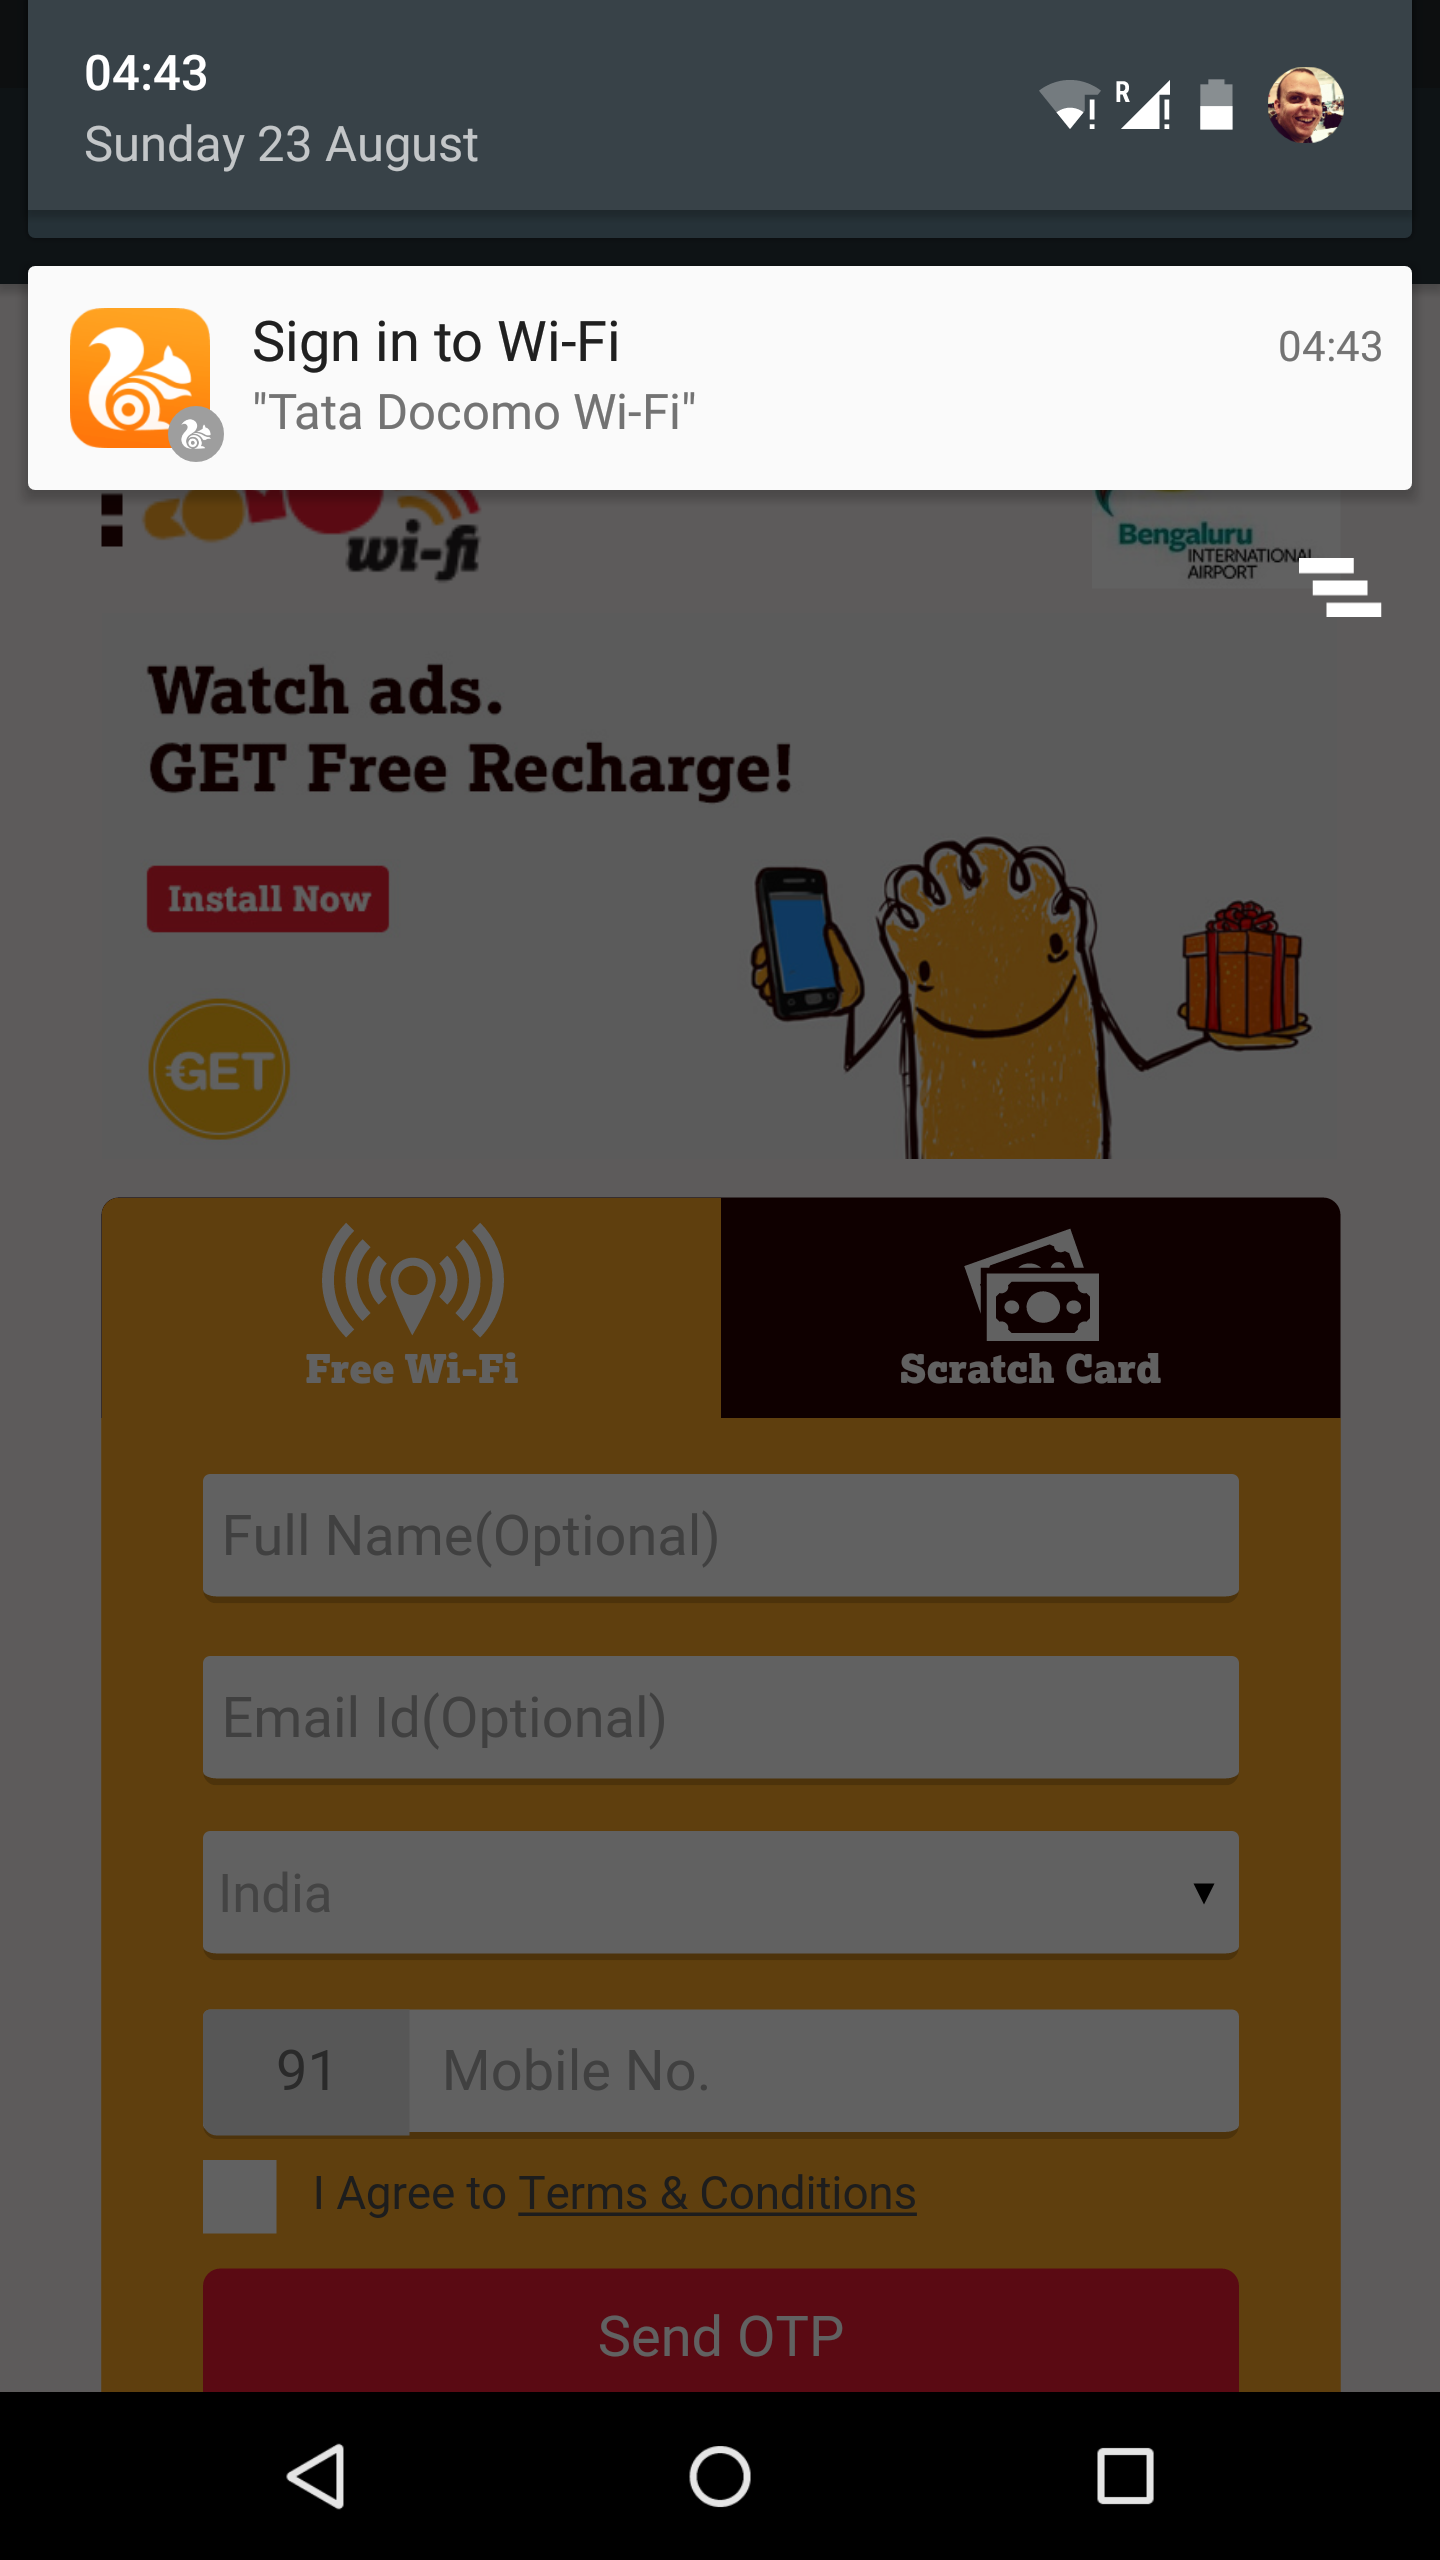 04:43
Sunday 23 August
R
Sign in to Wi-Fi
04:43
"Tata Docomo Wi-Fi"
wi-fi
Bengaluru
INTERNATIONAL
AIRPORT
Watch ads.
GET Free Recharge!
Install Now
€GET
Free Wi-Fi
Scratch Card
Full Name(Optional)
Email Id(Optional)
India
91
Mobile No.
I Agree to Terms & Conditions
Send OTP